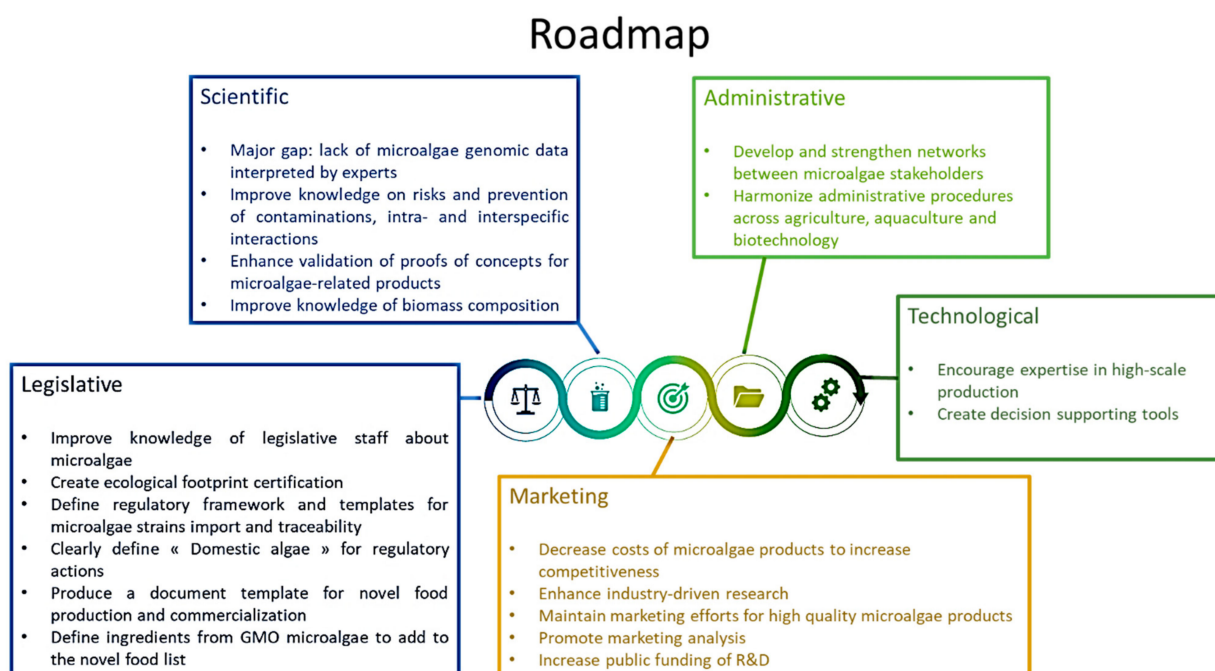 Roadmap
Scientific
• Major gap: lack of microalgae genomic data
interpreted by experts
• Improve knowledge on risks and prevention
of contaminations, intra- and interspecific
interactions
• Enhance validation of proofs of concepts for
microalgae-related products
• Improve knowledge of biomass composition
Administrative
• Develop and strengthen networks
between microalgae stakeholders
• Harmonize administrative procedures
across agriculture, aquaculture and
biotechnology
Technological
• Encourage expertise in high-scale
production
• Create decision supporting tools
Legislative
• Improve knowledge of legislative staff about
microalgae
• Create ecological footprint certification
• Define regulatory framework and templates for
microalgae strains import and traceability
• Clearly define « Domestic algae » for regulatory
actions
• Produce a document template for novel food
production and commercialization
• Define ingredients from GMO microalgae to add to
the novel food list
Marketing
• Decrease costs of microalgae products to increase
competitiveness
• Enhance industry-driven research
• Maintain marketing efforts for high quality microalgae products
• Promote marketing analysis
• Increase public funding of R&D